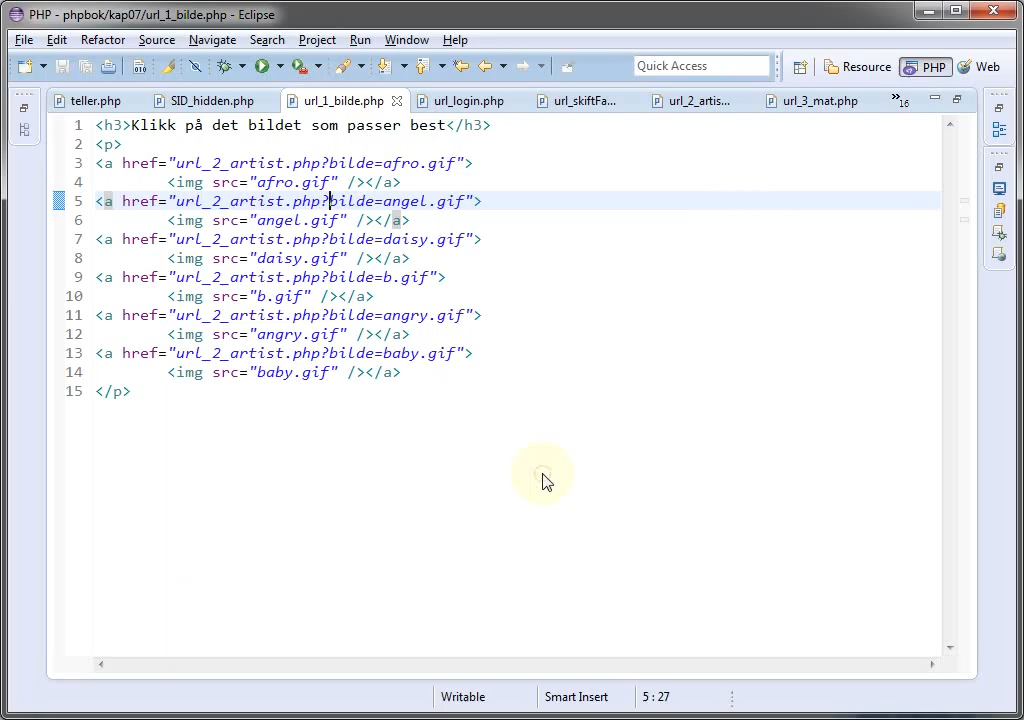 PHP - phpbok/kap07/url_1_bilde.php - Eclipse
File Edit Refactor Source Navigate Search Project Run Window Help
Quick Access Resource PHP Web
teller.php SID_hidden.php url_1_bilde.php url_login.php url_skiftFa... url_2_artis... url_3_mat.php »16
1 <h3>Klikk på det bildet som passer best</h3>
2 <p>
3 <a href="url_2_artist.php?bilde=afro.gif">
4 <img src="afro.gif" /></a>
5 <a href="url_2_artist.php?bilde=angel.gif">
6 <img src="angel.gif" /></a>
7 <a href="url_2_artist.php?bilde=daisy.gif">
8 <img src="daisy.gif" /></a>
9 <a href="url_2_artist.php?bilde=b.gif">
10 <img src="b.gif" /></a>
11 <a href="url_2_artist.php?bilde=angry.gif">
12 <img src="angry.gif" /></a>
13 <a href="url_2_artist.php?bilde=baby.gif">
14 <img src="baby.gif" /></a>
15 </p>
Writable Smart Insert 5 : 27